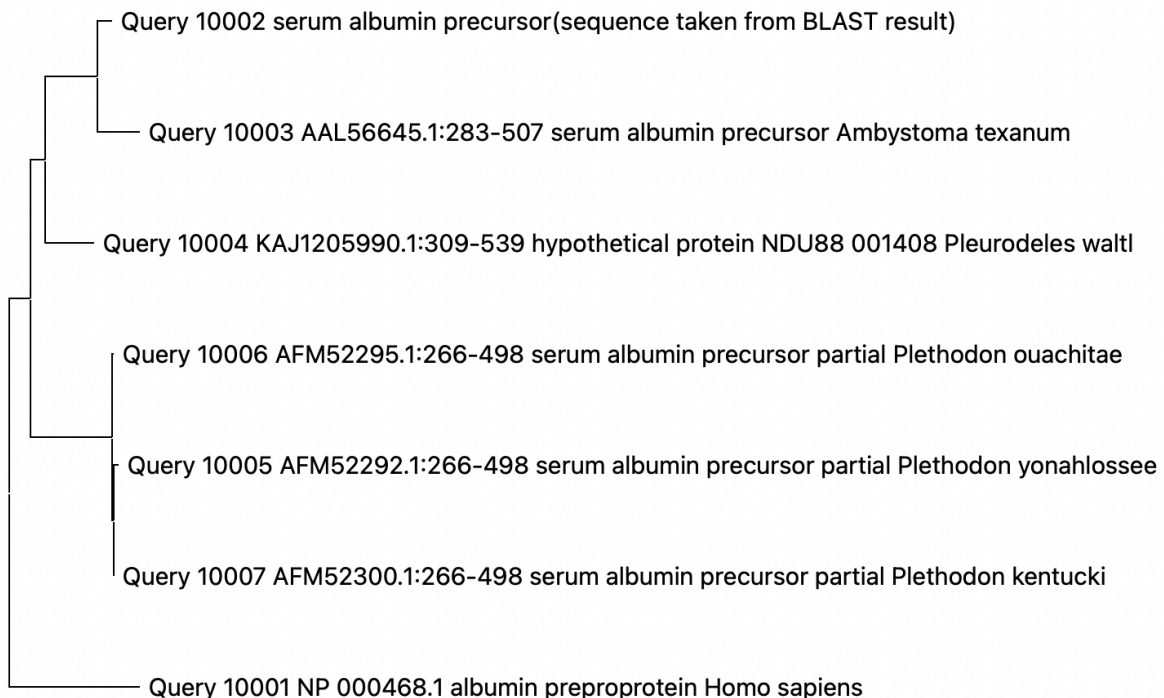 Query 10002 serum albumin precursor(sequence taken from BLAST result)
Query 10003 AAL56645.1:283-507 serum albumin precursor Ambystoma texanum
Query 10004 KAJ1205990.1:309-539 hypothetical protein NDU88 001408 Pleurodeles waltl
Query 10006 AFM52295.1:266-498 serum albumin precursor partial Plethodon ouachitae
Query 10005 AFM52292.1:266-498 serum albumin precursor partial Plethodon yonahlossee
Query 10007 AFM52300.1:266-498 serum albumin precursor partial Plethodon kentucki
Query 10001 NP 000468.1 albumin preproprotein Homo sapiens